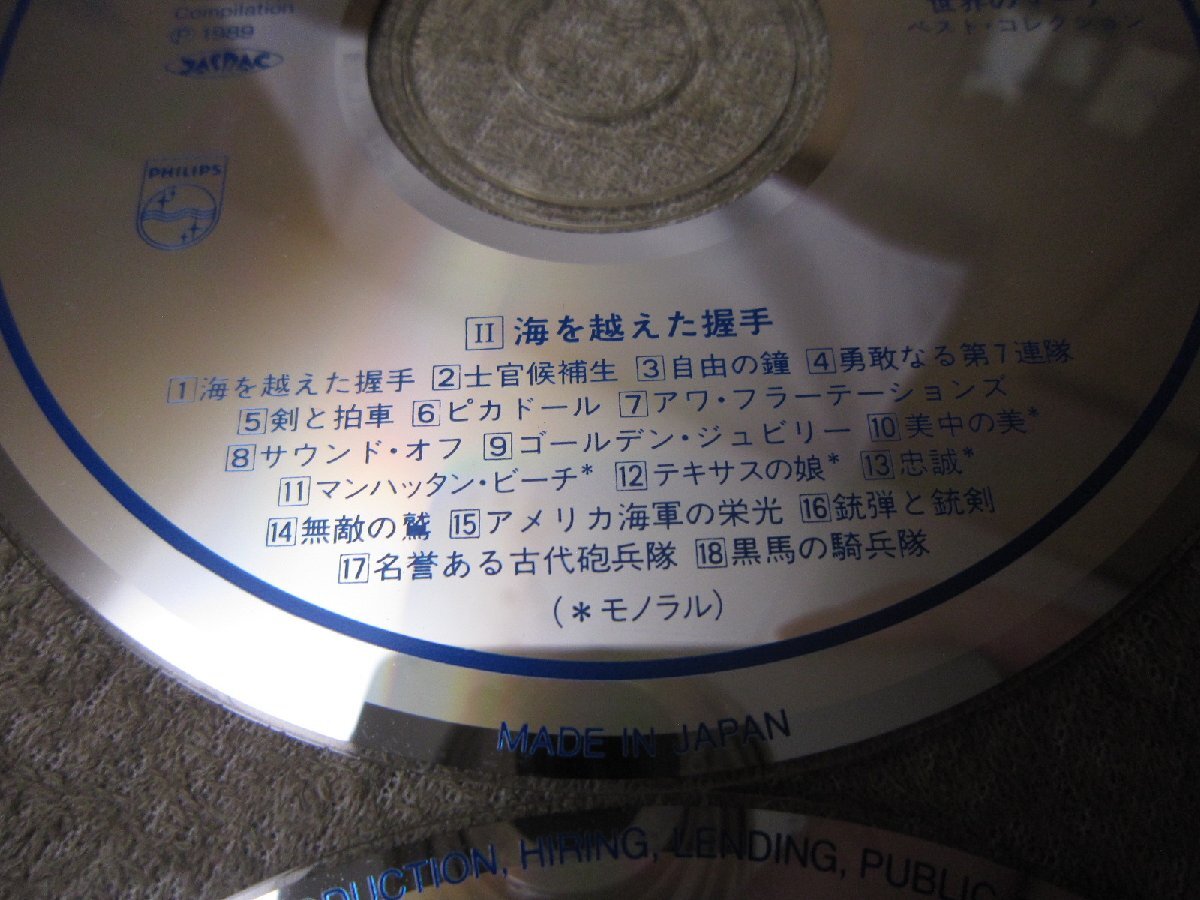 Compilation
Ⓟ 1989
JASRAC
PHILIPS
ベスト・コレクション
II 海を越えた握手
1 海を越えた握手 2 士官候補生 3 自由の鐘 4 勇敢なる第7連隊
5 剣と拍車 6 ピカドール 7 アワ・フラーテーションズ
8 サウンド・オフ 9 ゴールデン・ジュビリー 10 美中の美*
11 マンハッタン・ビーチ* 12 テキサスの娘* 13 忠誠*
14 無敵の鷲 15 アメリカ海軍の栄光 16 銃弾と銃剣
17 名誉ある古代砲兵隊 18 黒馬の騎兵隊
(*モノラル)
MADE IN JAPAN
DUCTION, HIRING, LENDING, PUBLIC